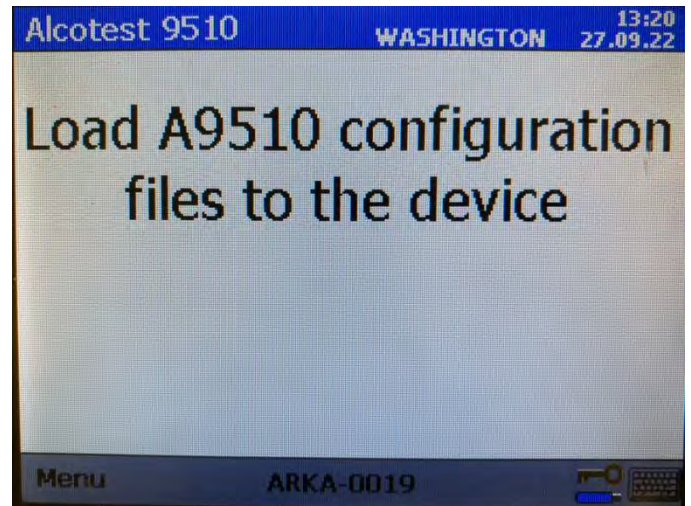 Alcotest 9510 WASHINGTON 13:20
27.09.22
Load A9510 configuration
files to the device
Menu ARKA-0019